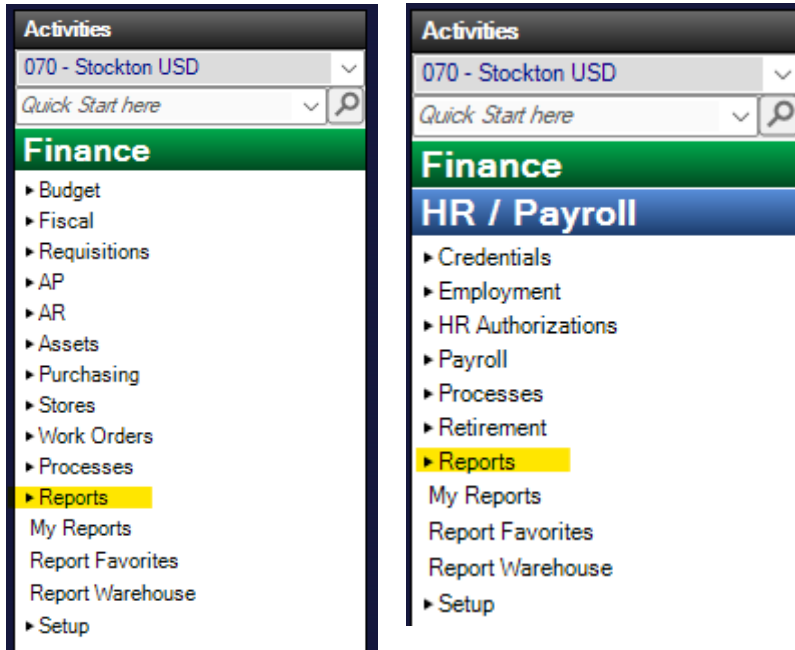 Activities
070 - Stockton USD
Quick Start here
Finance
Budget
Fiscal
Requisitions
AP
AR
Assets
Purchasing
Stores
Work Orders
Processes
Reports
My Reports
Report Favorites
Report Warehouse
Setup
Activities
070 - Stockton USD
Quick Start here
Finance
HR / Payroll
Credentials
Employment
HR Authorizations
Payroll
Processes
Retirement
Reports
My Reports
Report Favorites
Report Warehouse
Setup